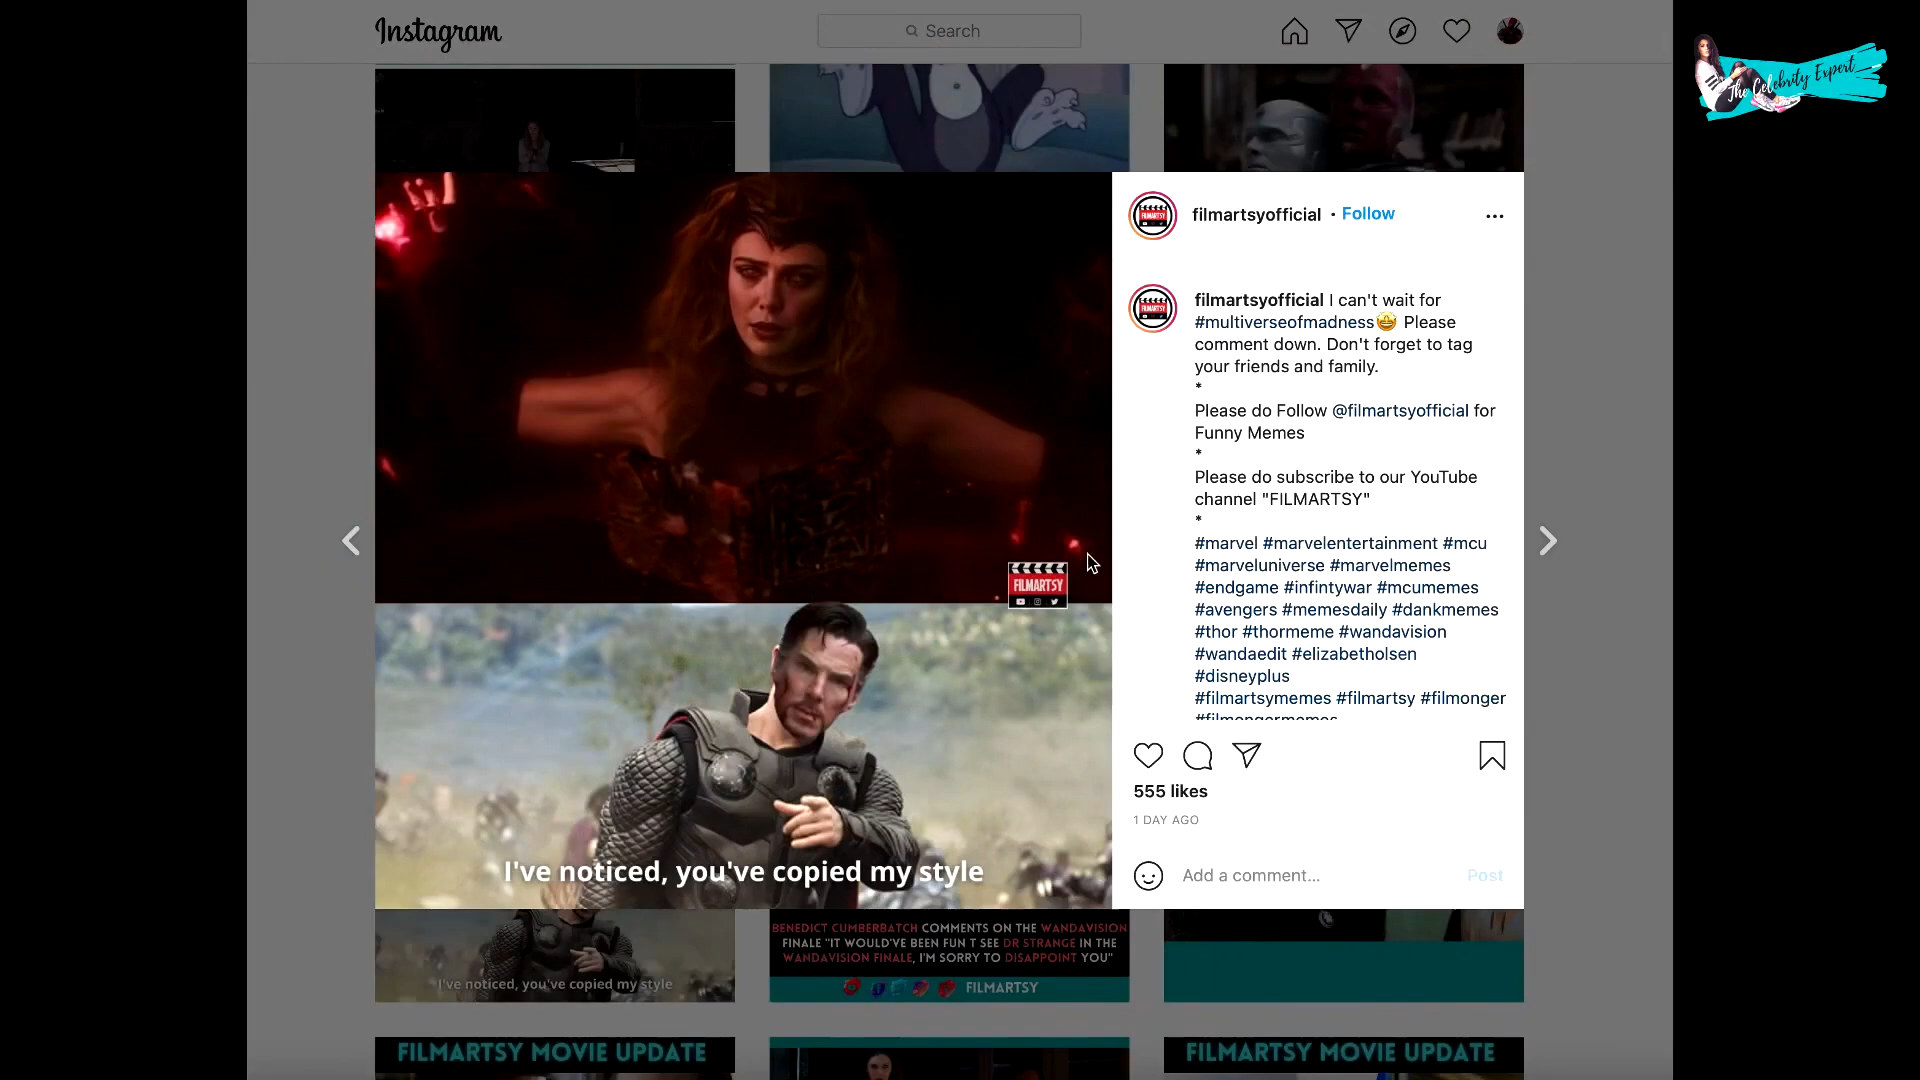 Instagram
Search
The Celebrity Expert
filmartsyofficial • Follow
filmartsyofficial I can't wait for
#multiverseofmadness🤩 Please
comment down. Don't forget to tag
your friends and family.
*
Please do Follow @filmartsyofficial for
Funny Memes
*
Please do subscribe to our YouTube
channel "FILMARTSY"
*
#marvel #marvelentertainment #mcu
#marveluniverse #marvelmemes
#endgame #infintywar #mcumemes
#avengers #memesdaily #dankmemes
#thor #thormeme #wandavision
#wandaedit #elizabetholsen
#disneyplus
#filmartsymemes #filmartsy #filmonger
#filmongermemes
FILMARTSY
I've noticed, you've copied my style
555 likes
1 DAY AGO
Add a comment...
Post
I've noticed, you've copied my style
BENEDICT CUMBERBATCH COMMENTS ON THE WANDAVISION
FINALE "IT WOULD'VE BEEN FUN T SEE DR STRANGE IN THE
WANDAVISION FINALE, I'M SORRY TO DISAPPOINT YOU"
FILMARTSY
FILMARTSY MOVIE UPDATE
FILMARTSY MOVIE UPDATE